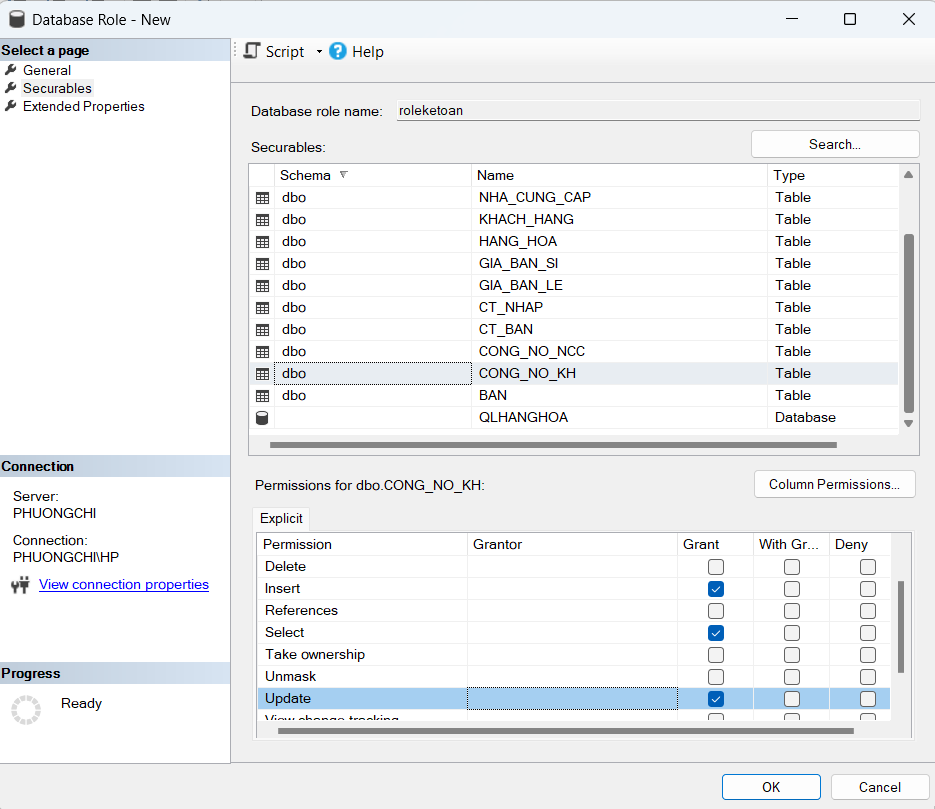 Database Role - New
Select a page
General
Securables
Extended Properties
Script
Help
Database role name: roleketoan
Securables:
Search...
Schema Name Type
dbo NHA_CUNG_CAP Table
dbo KHACH_HANG Table
dbo HANG_HOA Table
dbo GIA_BAN_SI Table
dbo GIA_BAN_LE Table
dbo CT_NHAP Table
dbo CT_BAN Table
dbo CONG_NO_NCC Table
dbo CONG_NO_KH Table
dbo BAN Table
QLHANGHOA Database
Connection
Server:
PHUONGCHI
Connection:
PHUONGCHI\HP
View connection properties
Progress
Ready
Permissions for dbo.CONG_NO_KH:
Column Permissions...
Explicit
Permission Grantor Grant With Gr... Deny
Delete
Insert
References
Select
Take ownership
Unmask
Update
View change tracking
OK
Cancel